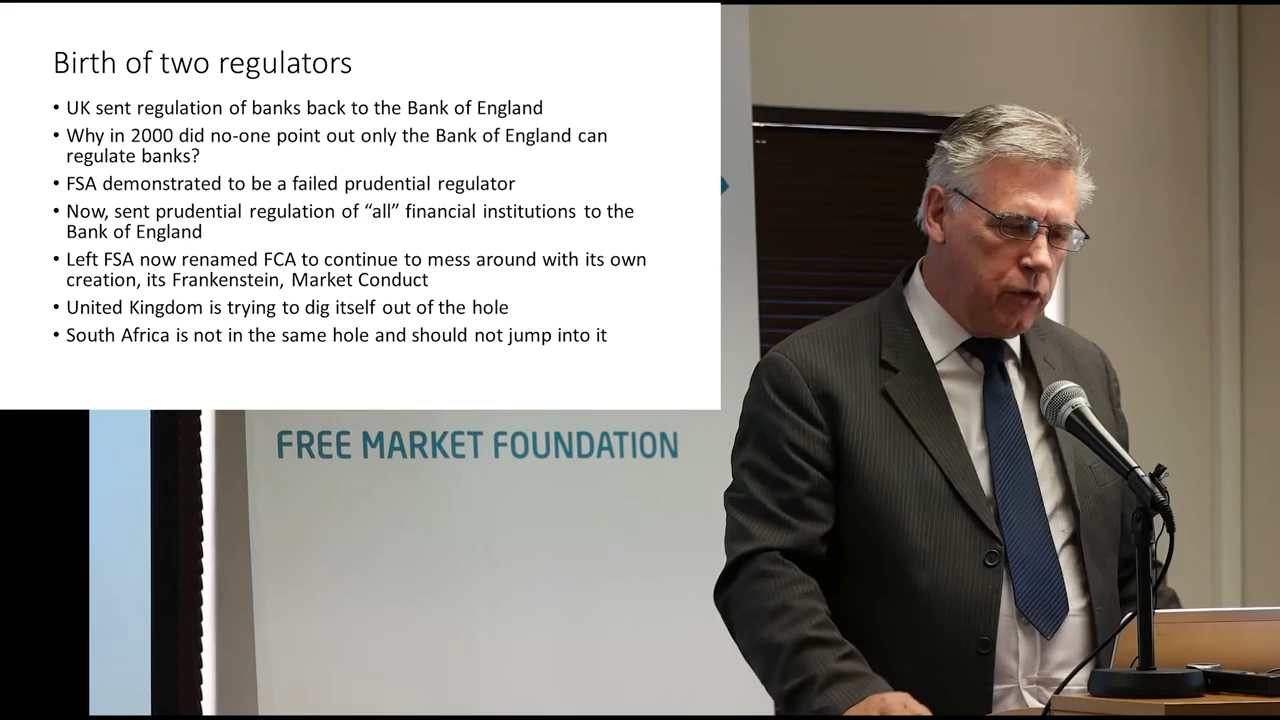 Birth of two regulators
• UK sent regulation of banks back to the Bank of England
• Why in 2000 did no-one point out only the Bank of England can
regulate banks?
• FSA demonstrated to be a failed prudential regulator
• Now, sent prudential regulation of “all” financial institutions to the
Bank of England
• Left FSA now renamed FCA to continue to mess around with its own
creation, its Frankenstein, Market Conduct
• United Kingdom is trying to dig itself out of the hole
• South Africa is not in the same hole and should not jump into it
FREE MARKET FOUNDATION